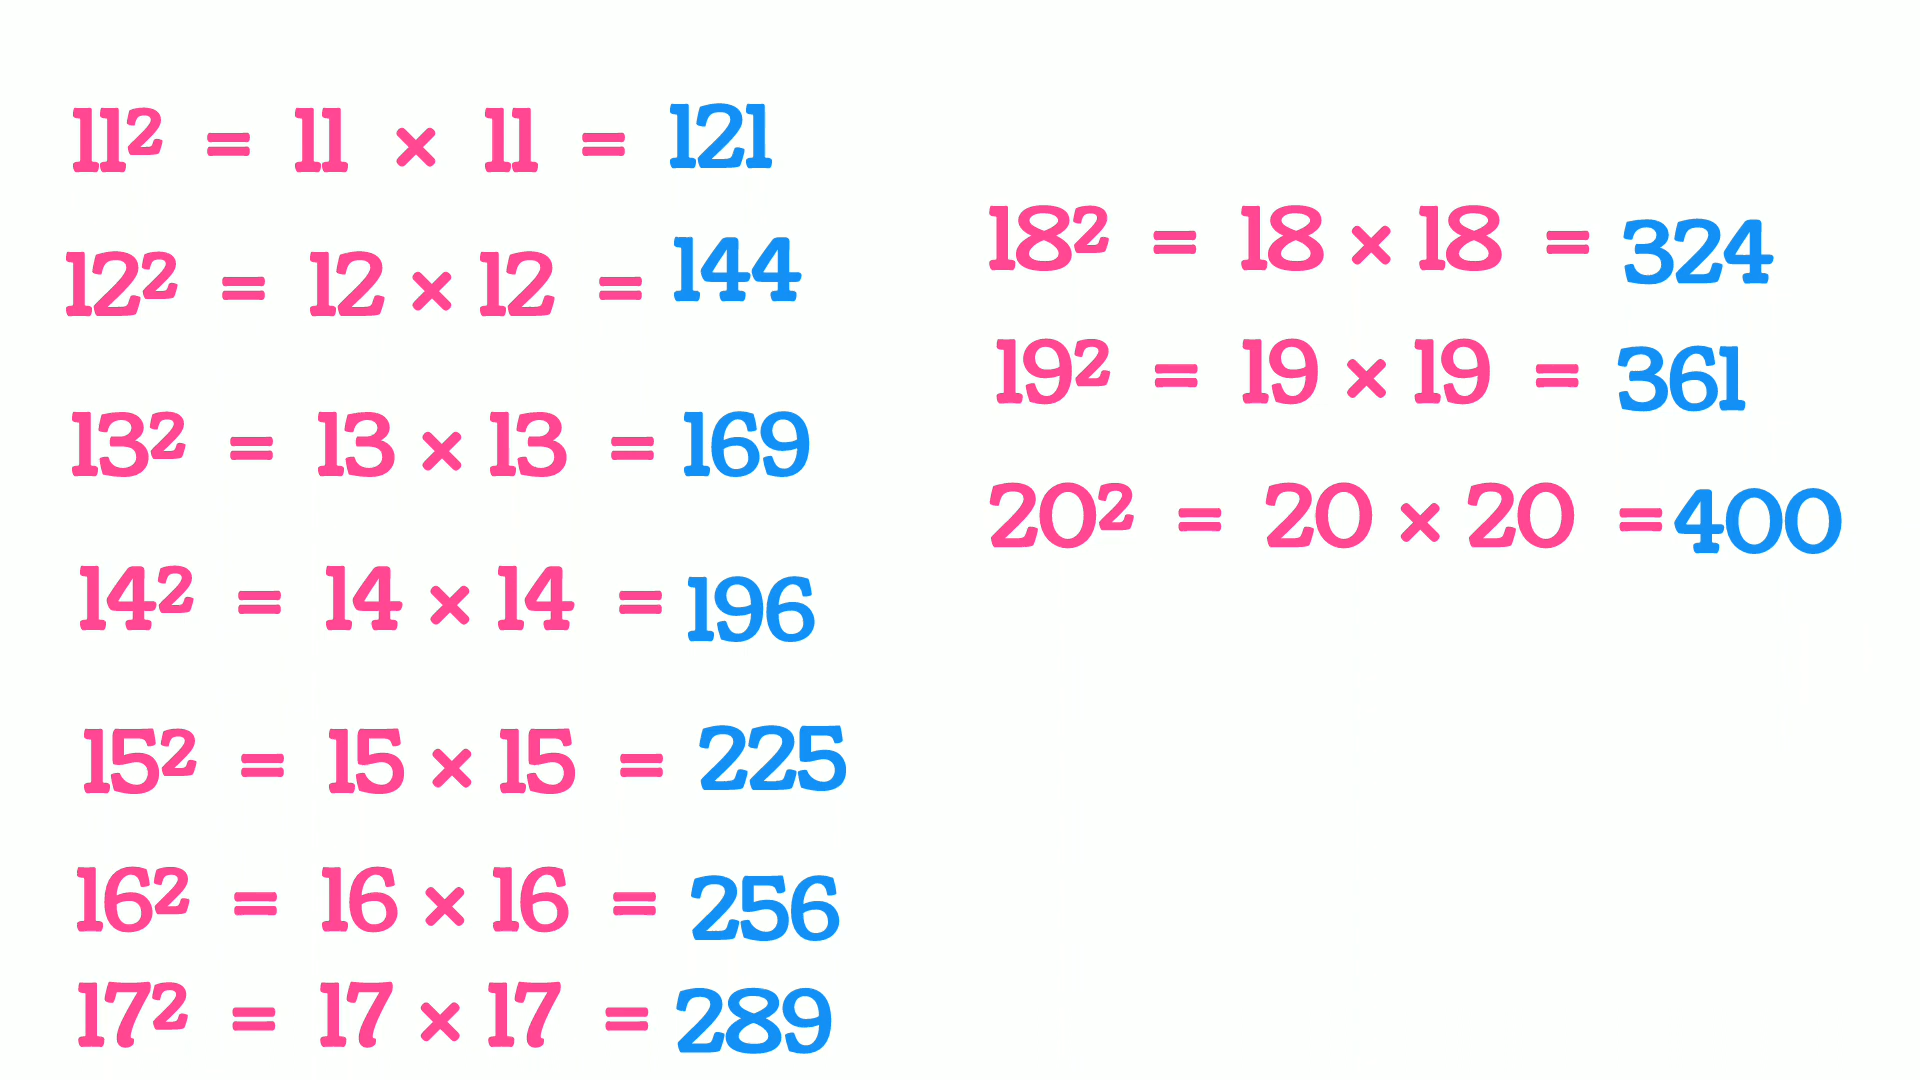 11² = 11 × 11 = 121
12² = 12 × 12 = 144
13² = 13 × 13 = 169
14² = 14 × 14 = 196
15² = 15 × 15 = 225
16² = 16 × 16 = 256
17² = 17 × 17 = 289
18² = 18 × 18 = 324
19² = 19 × 19 = 361
20² = 20 × 20 = 400